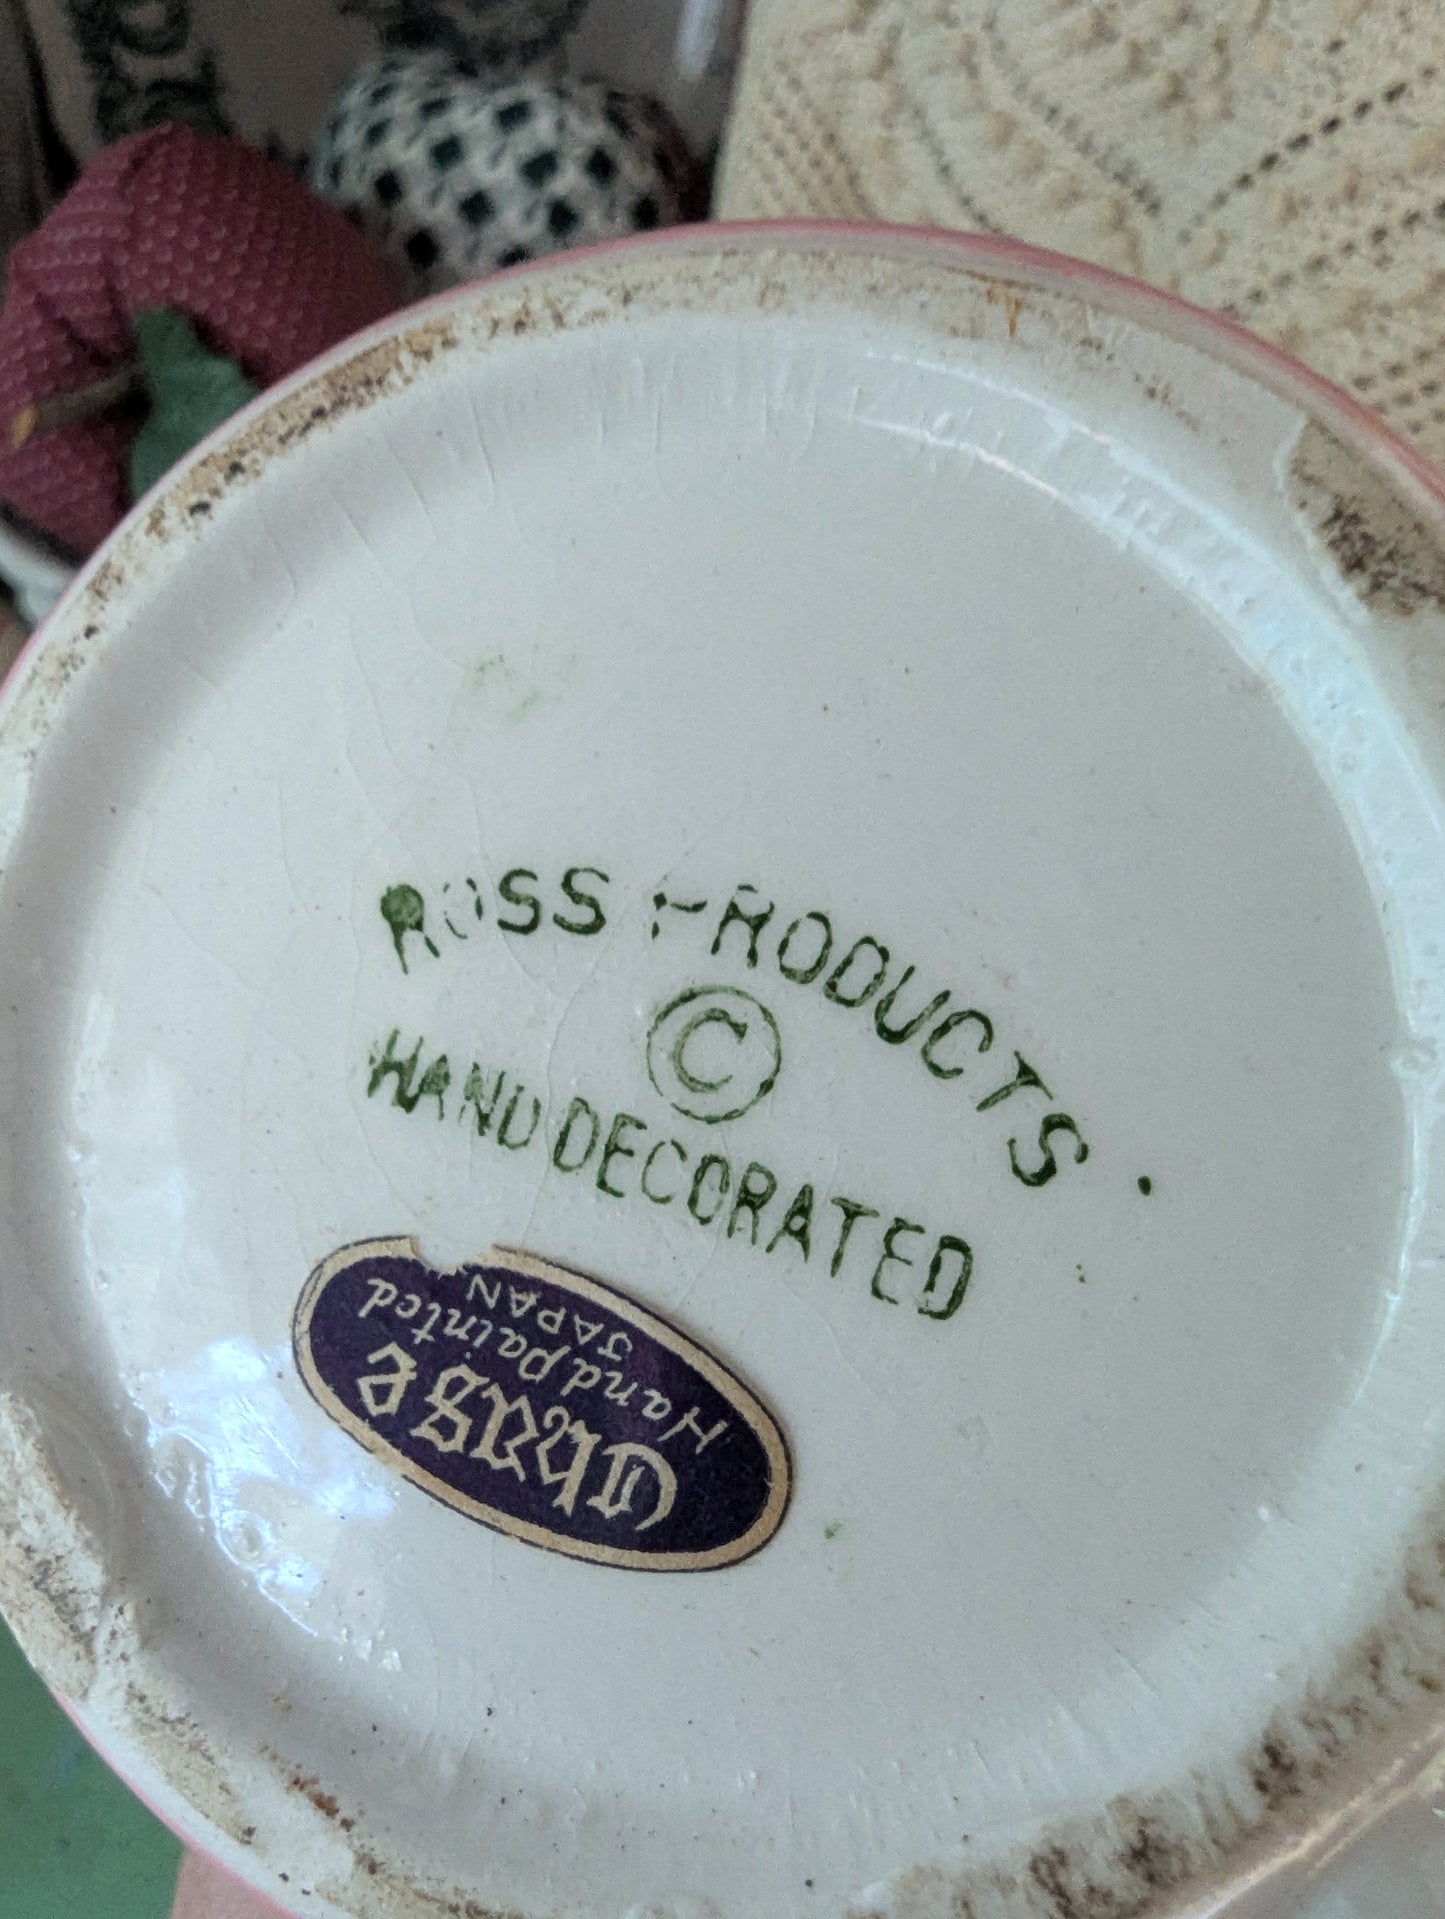 ROSS PRODUCTS
©
HAND DECORATED
Chase
Hand painted
JAPAN